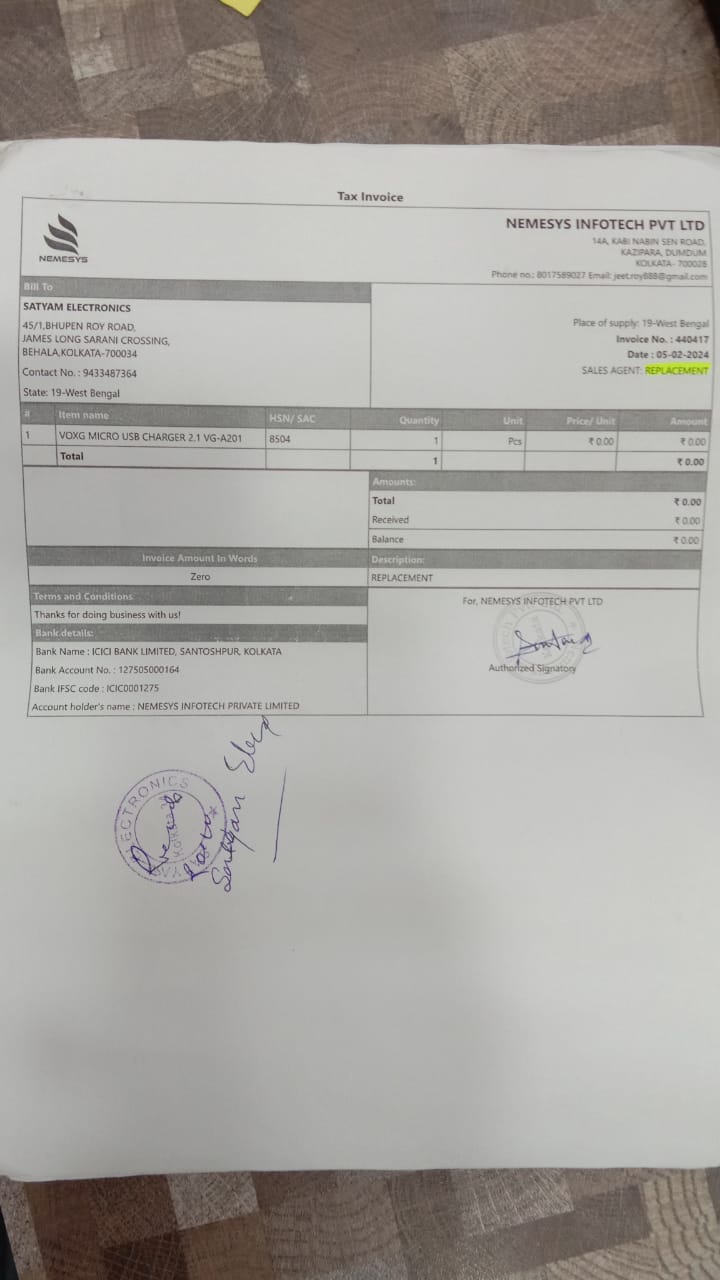 Tax Invoice
NEMESYS
NEMESYS INFOTECH PVT LTD
14A, KABI NABIN SEN ROAD,
KAZIPARA, DUMDUM
KOLKATA- 700028
Phone no.: 8017589027 Email: jeet.roy888@gmail.com
Bill To
SATYAM ELECTRONICS
45/1,BHUPEN ROY ROAD,
JAMES LONG SARANI CROSSING,
BEHALA,KOLKATA-700034
Contact No. : 9433487364
State: 19-West Bengal
Place of supply: 19-West Bengal
Invoice No. : 440417
Date : 05-02-2024
SALES AGENT: REPLACEMENT
# Item name HSN/ SAC Quantity Unit Price/ Unit Amount
1 VOXG MICRO USB CHARGER 2.1 VG-A201 8504 1 Pcs ₹ 0.00 ₹ 0.00
Total 1 ₹ 0.00
Amounts:
Total ₹ 0.00
Received ₹ 0.00
Balance ₹ 0.00
Invoice Amount In Words
Zero
Description:
REPLACEMENT
Terms and Conditions
Thanks for doing business with us!
Bank details:
Bank Name : ICICI BANK LIMITED, SANTOSHPUR, KOLKATA
Bank Account No. : 127505000164
Bank IFSC code : ICIC0001275
Account holder's name : NEMESYS INFOTECH PRIVATE LIMITED
For, NEMESYS INFOTECH PVT LTD
Authorized Signatory
ELECTRONICS
Kolkata